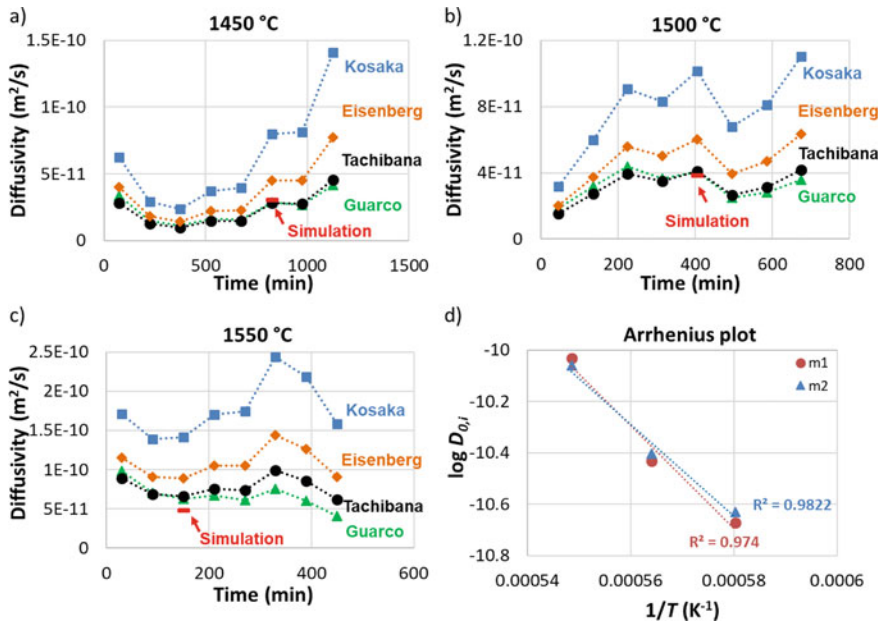 a)
1450 °C
Diffusivity (m²/s)
1.5E-10
1E-10
5E-11
0
Kosaka
Eisenberg
Tachibana
Guarco
Simulation
0 500 1000 1500
Time (min)
b)
1500 °C
Diffusivity (m²/s)
1.2E-10
8E-11
4E-11
0
Kosaka
Eisenberg
Tachibana
Guarco
Simulation
0 200 400 600 800
Time (min)
c)
1550 °C
Diffusivity (m²/s)
2.5E-10
2E-10
1.5E-10
1E-10
5E-11
0
Kosaka
Eisenberg
Tachibana
Guarco
Simulation
0 200 400 600
Time (min)
d)
Arrhenius plot
log D0,i
-10
-10.2
-10.4
-10.6
-10.8
m1
m2
R² = 0.9822
R² = 0.974
0.00054 0.00056 0.00058 0.0006
1/T (K⁻¹)